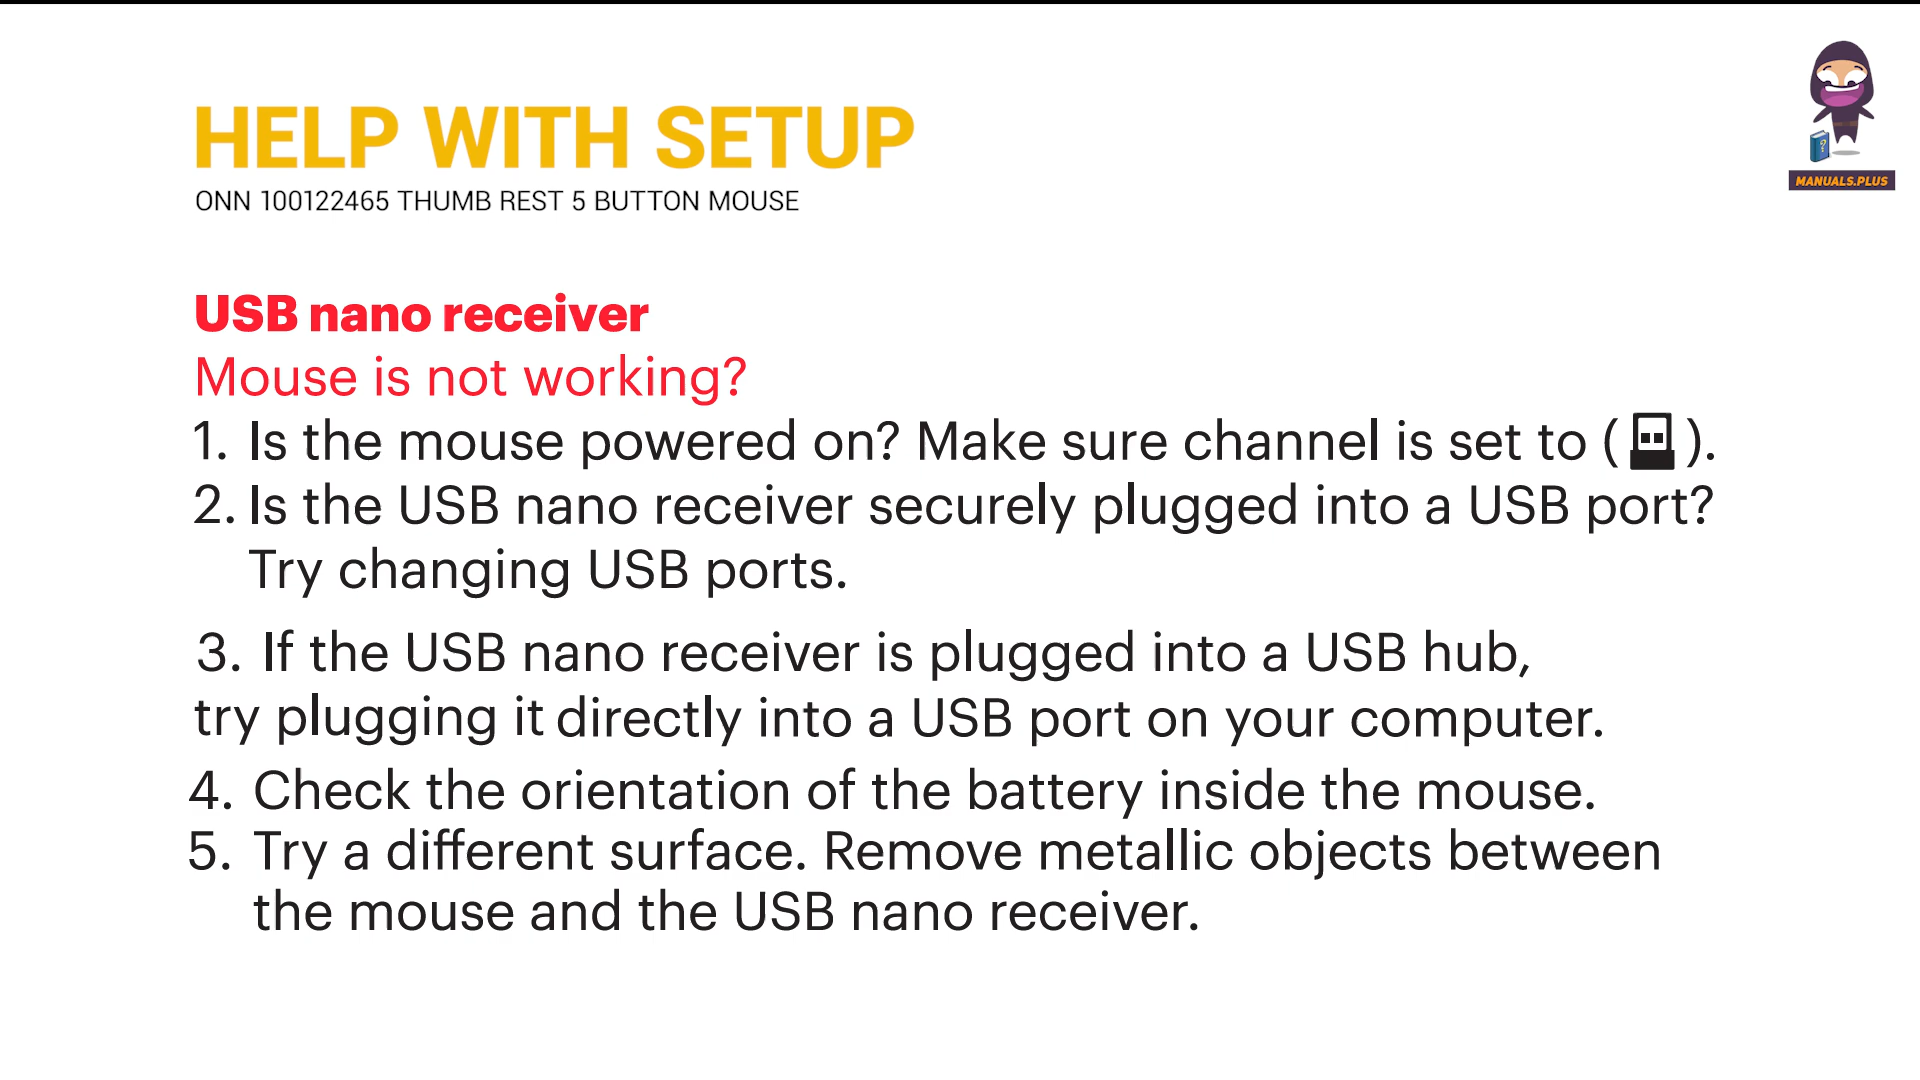 HELP WITH SETUP
ONN 100122465 THUMB REST 5 BUTTON MOUSE
MANUALS.PLUS
USB nano receiver
Mouse is not working?
1. Is the mouse powered on? Make sure channel is set to ( ).
2. Is the USB nano receiver securely plugged into a USB port?
Try changing USB ports.
3. If the USB nano receiver is plugged into a USB hub,
try plugging it directly into a USB port on your computer.
4. Check the orientation of the battery inside the mouse.
5. Try a different surface. Remove metallic objects between
the mouse and the USB nano receiver.